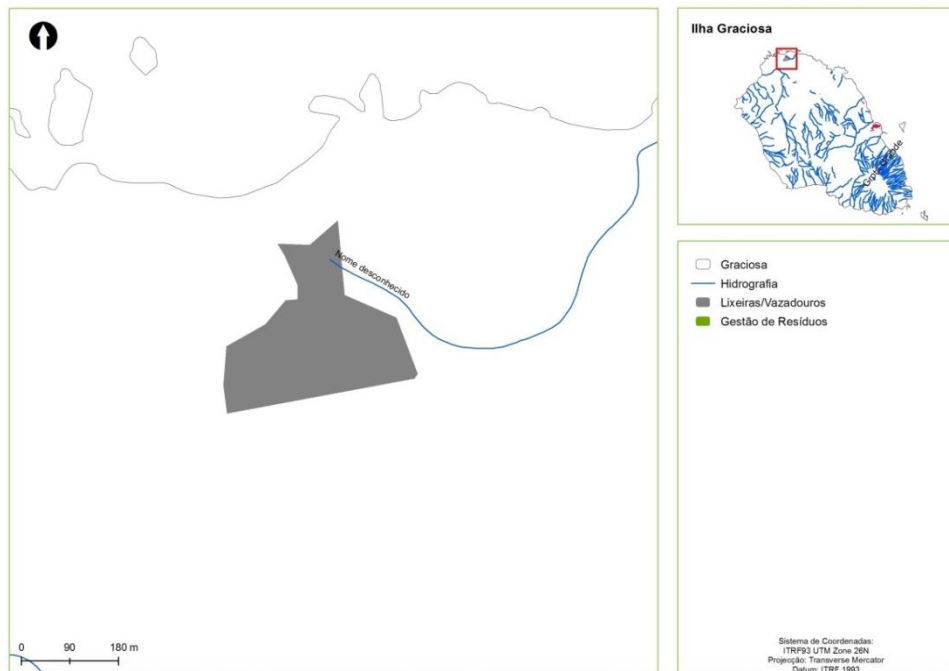 Nome desconhecido
0 90 180 m
Ilha Graciosa
Graciosa
Hidrografia
Lixeiras/Vazadouros
Gestão de Resíduos
Sistema de Coordenadas:
ITRF93 UTM Zone 26N
Projecção: Transverse Mercator
Datum: ITRF 1993